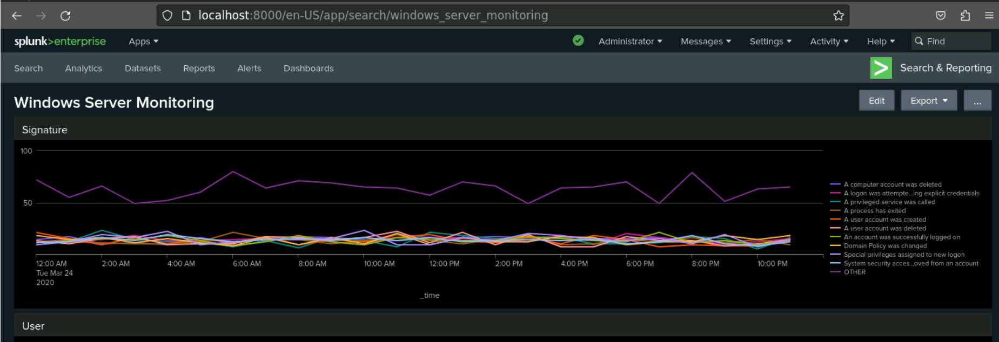 localhost:8000/en-US/app/search/windows_server_monitoring
splunk>enterprise Apps Administrator Messages Settings Activity Help Find
Search Analytics Datasets Reports Alerts Dashboards Search & Reporting
Windows Server Monitoring Edit Export ...
Signature
100
50
12:00 AM 2:00 AM 4:00 AM 6:00 AM 8:00 AM 10:00 AM 12:00 PM 2:00 PM 4:00 PM 6:00 PM 8:00 PM 10:00 PM
Tue Mar 24
2020
_time
A computer account was deleted
A logon was attempte...ing explicit credentials
A privileged service was called
A process has exited
A user account was created
A user account was deleted
An account was successfully logged on
Domain Policy was changed
Special privileges assigned to new logon
System security acces...oved from an account
OTHER
User